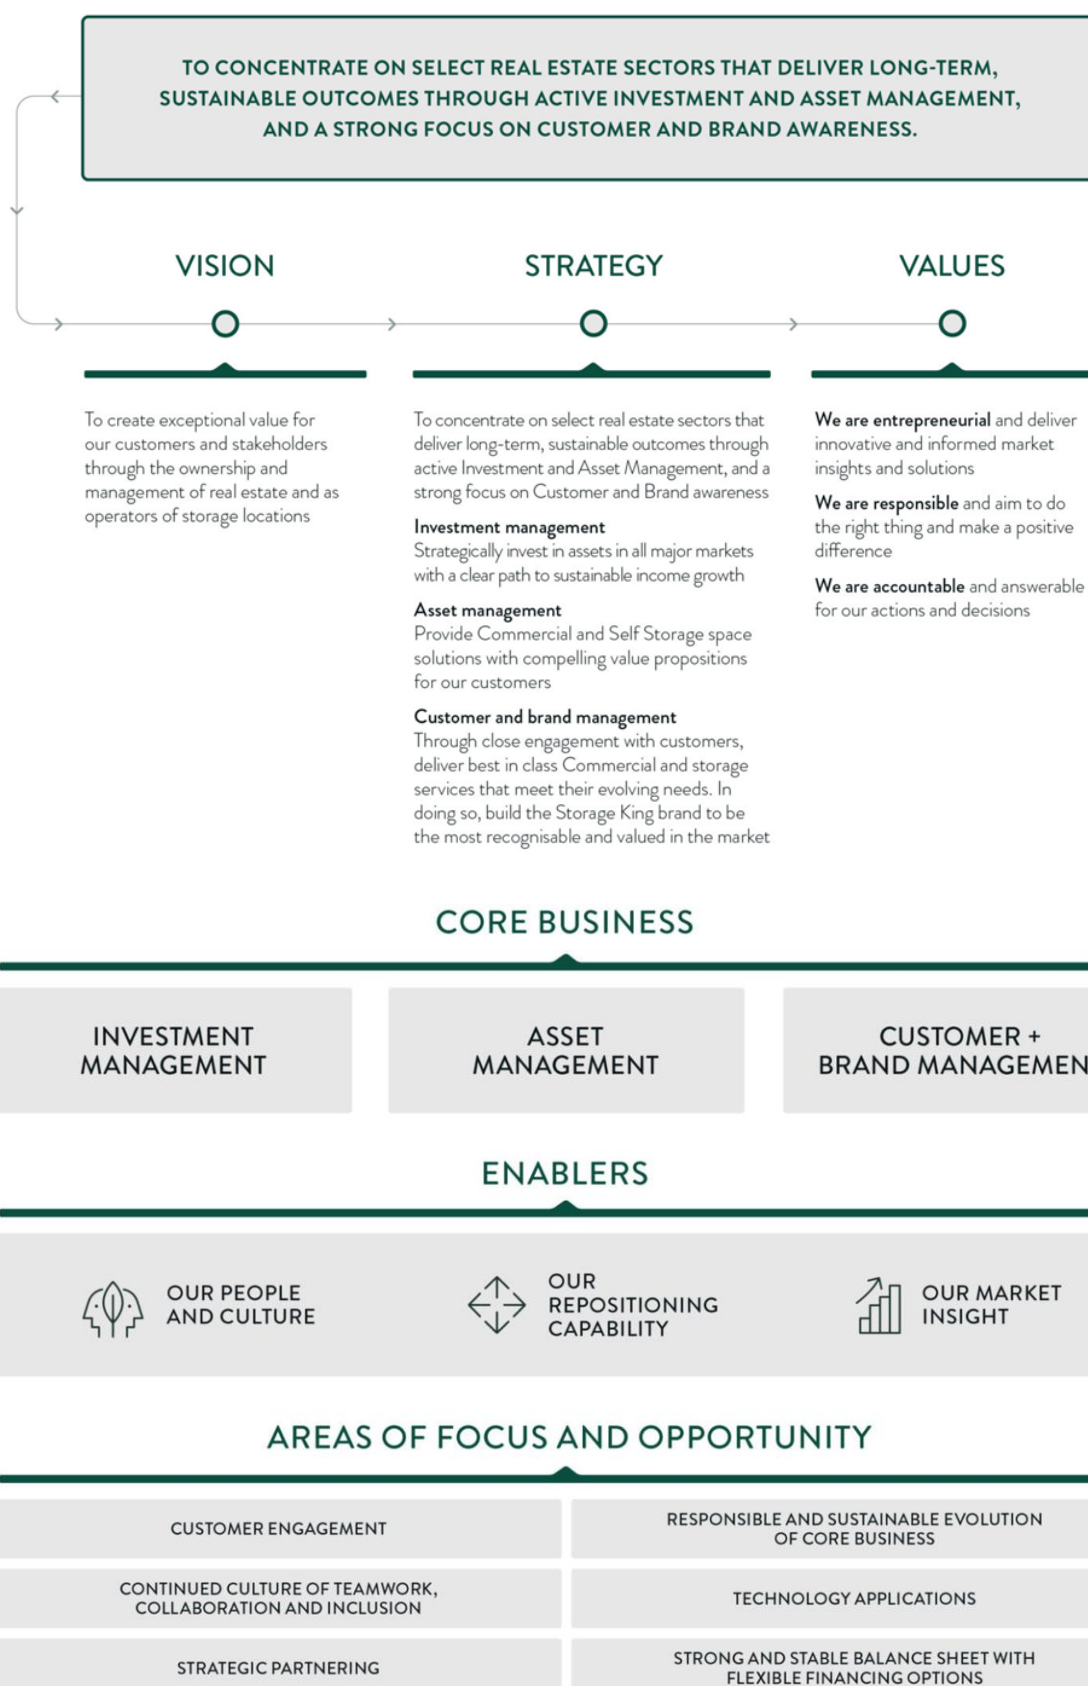 TO CONCENTRATE ON SELECT REAL ESTATE SECTORS THAT DELIVER LONG-TERM,
SUSTAINABLE OUTCOMES THROUGH ACTIVE INVESTMENT AND ASSET MANAGEMENT,
AND A STRONG FOCUS ON CUSTOMER AND BRAND AWARENESS.
VISION
To create exceptional value for
our customers and stakeholders
through the ownership and
management of real estate and as
operators of storage locations
STRATEGY
To concentrate on select real estate sectors that
deliver long-term, sustainable outcomes through
active Investment and Asset Management, and a
strong focus on Customer and Brand awareness
Investment management
Strategically invest in assets in all major markets
with a clear path to sustainable income growth
Asset management
Provide Commercial and Self Storage space
solutions with compelling value propositions
for our customers
Customer and brand management
Through close engagement with customers,
deliver best in class Commercial and storage
services that meet their evolving needs. In
doing so, build the Storage King brand to be
the most recognisable and valued in the market
VALUES
We are entrepreneurial and deliver
innovative and informed market
insights and solutions
We are responsible and aim to do
the right thing and make a positive
difference
We are accountable and answerable
for our actions and decisions
CORE BUSINESS
INVESTMENT
MANAGEMENT
ASSET
MANAGEMENT
CUSTOMER +
BRAND MANAGEMEN
ENABLERS
OUR PEOPLE
AND CULTURE
OUR
REPOSITIONING
CAPABILITY
OUR MARKET
INSIGHT
AREAS OF FOCUS AND OPPORTUNITY
CUSTOMER ENGAGEMENT
RESPONSIBLE AND SUSTAINABLE EVOLUTION
OF CORE BUSINESS
CONTINUED CULTURE OF TEAMWORK,
COLLABORATION AND INCLUSION
TECHNOLOGY APPLICATIONS
STRATEGIC PARTNERING
STRONG AND STABLE BALANCE SHEET WITH
FLEXIBLE FINANCING OPTIONS